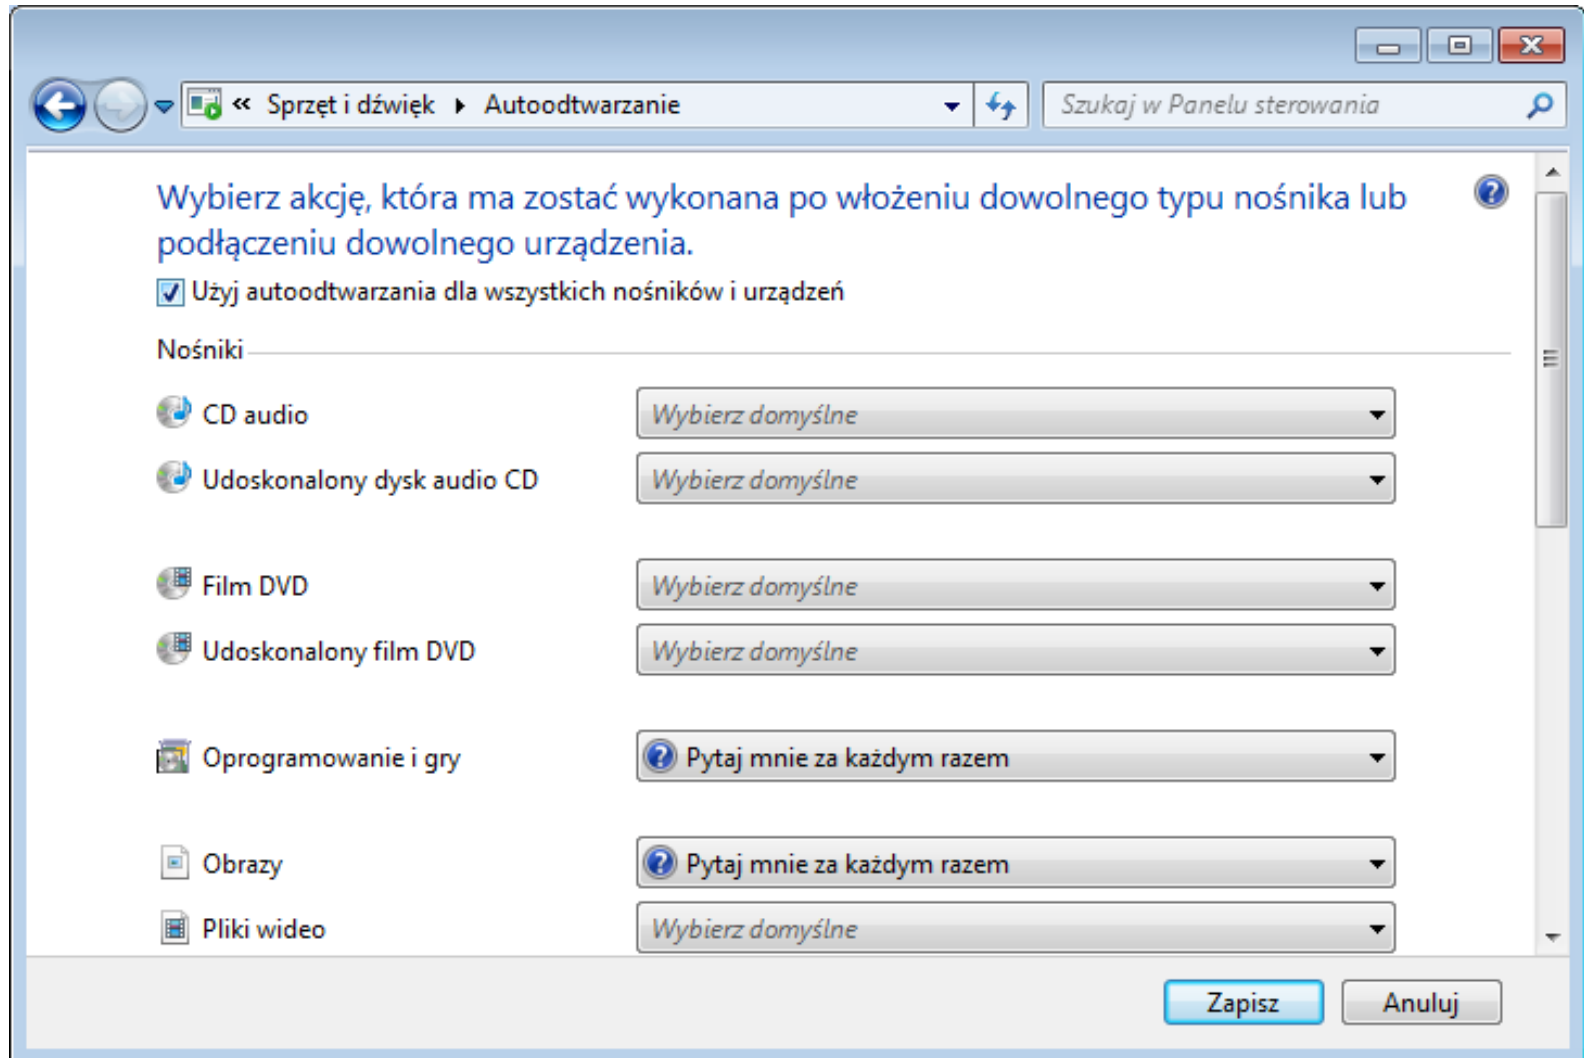 « Sprzęt i dźwięk Autoodtwarzanie Szukaj w Panelu sterowania
Wybierz akcję, która ma zostać wykonana po włożeniu dowolnego typu nośnika lub
podłączeniu dowolnego urządzenia.
Użyj autoodtwarzania dla wszystkich nośników i urządzeń
Nośniki
CD audio Wybierz domyślne
Udoskonalony dysk audio CD Wybierz domyślne
Film DVD Wybierz domyślne
Udoskonalony film DVD Wybierz domyślne
Oprogramowanie i gry Pytaj mnie za każdym razem
Obrazy Pytaj mnie za każdym razem
Pliki wideo Wybierz domyślne
Zapisz Anuluj